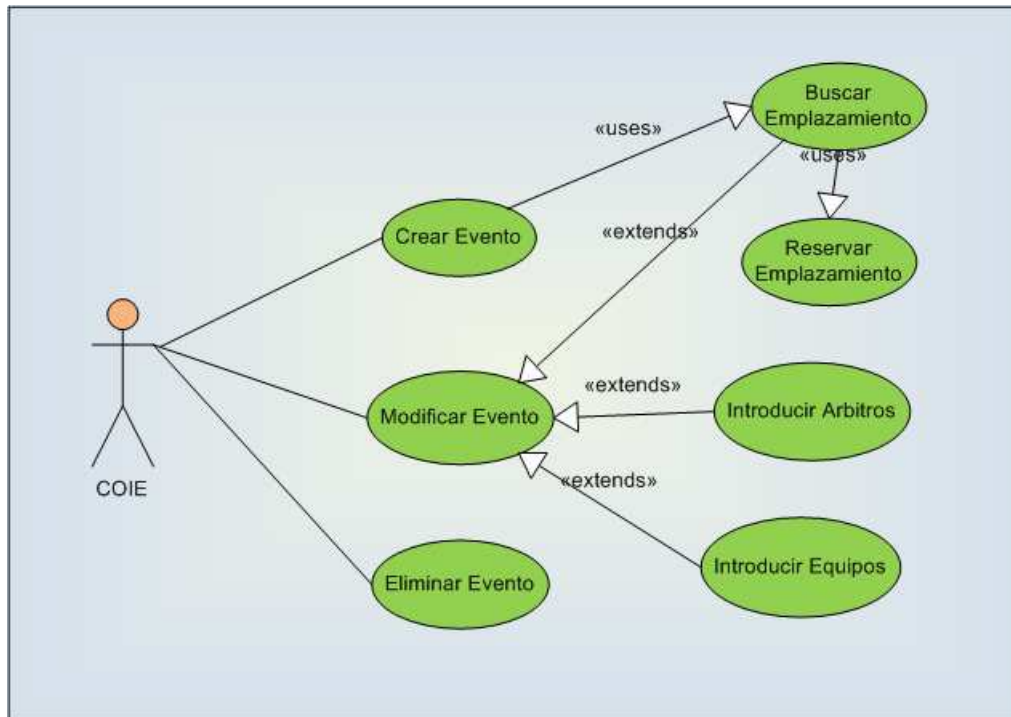 Buscar
Emplazamiento
«uses»
«uses»
Crear Evento
«extends»
Reservar
Emplazamiento
«extends»
Modificar Evento
Introducir Arbitros
«extends»
COIE
Eliminar Evento
Introducir Equipos